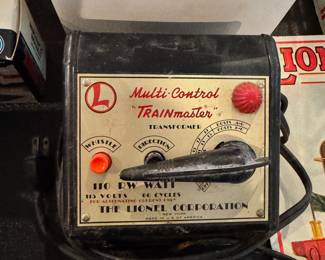 L
Multi-Control
"TRAINmaster"
TRANSFORMER
WHISTLE
DIRECTION
110 RW WATT
115 VOLTS 60 CYCLES
FOR ALTERNATING CURRENT ONLY
THE LIONEL CORPORATION
NEW YORK
MADE IN U.S. OF AMERICA
LION